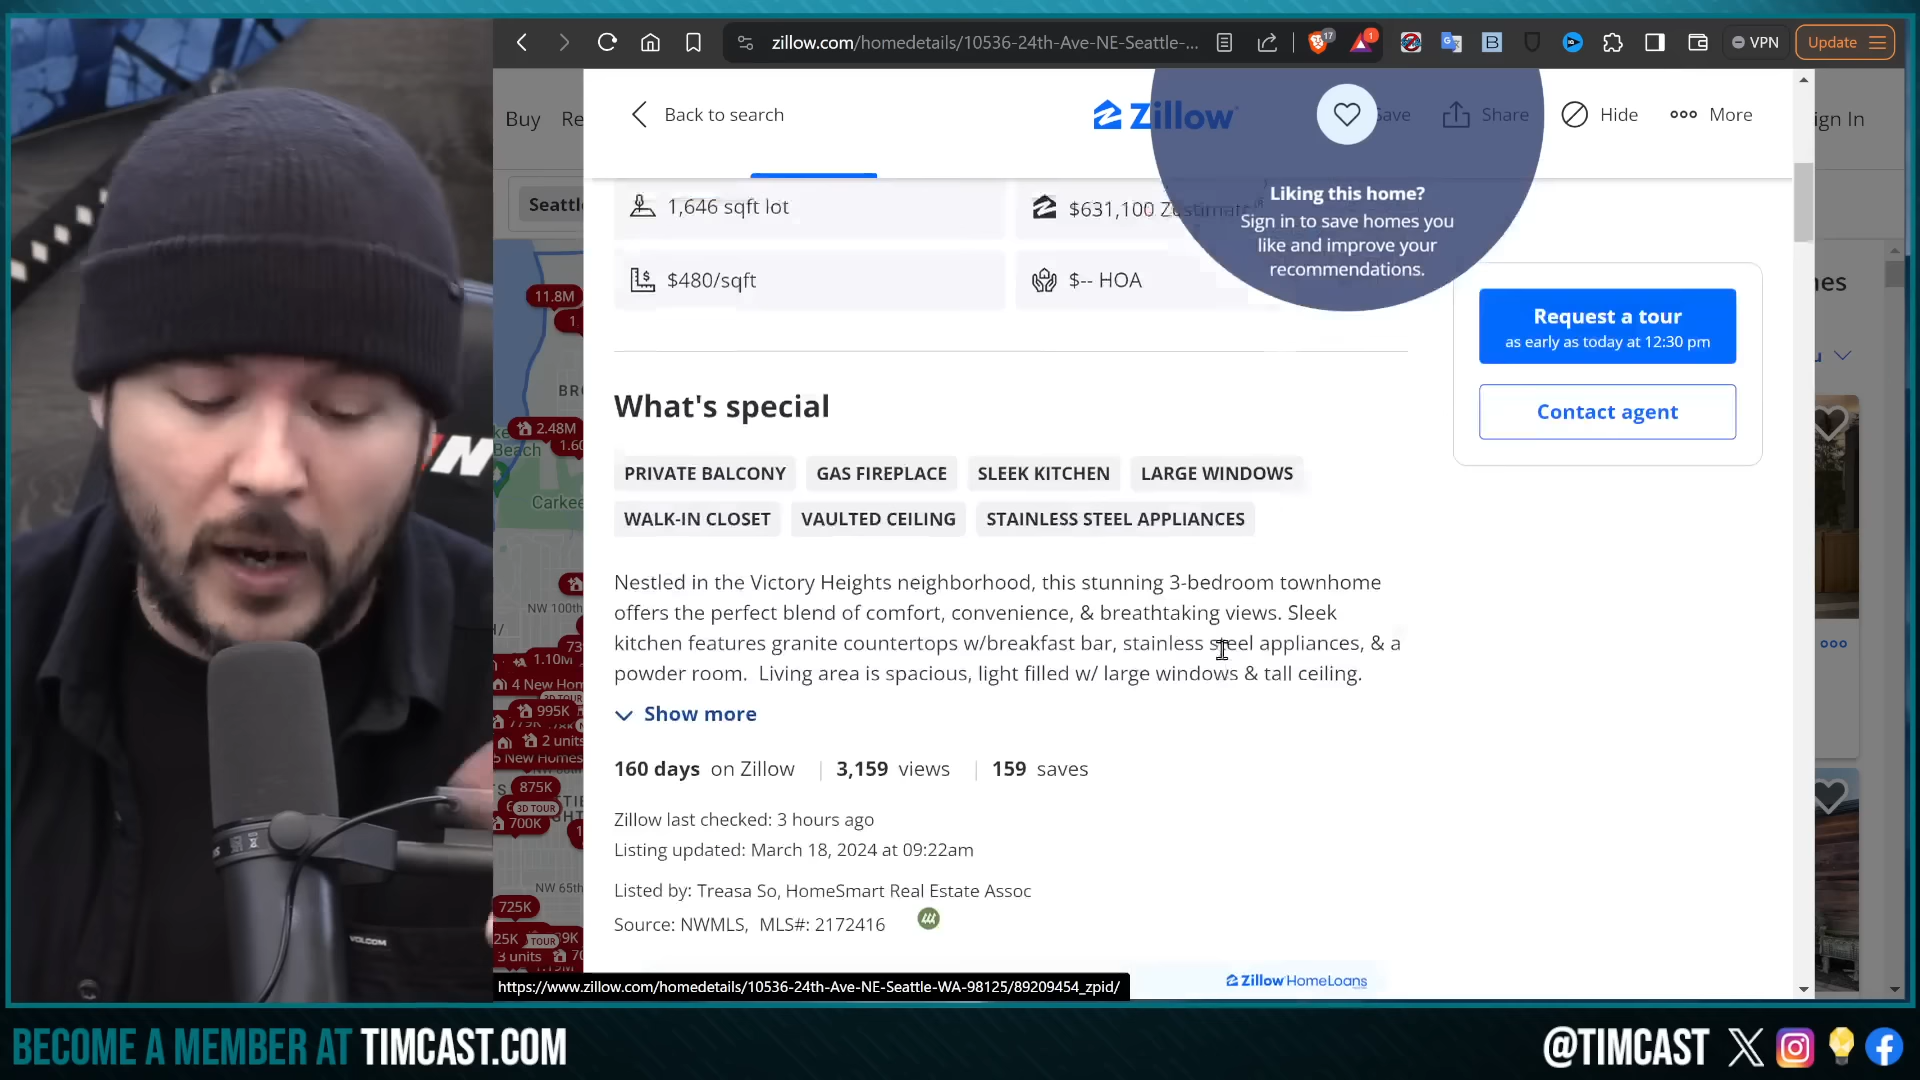 zillow.com/homedetails/10536-24th-Ave-NE-Seattle-...
17
1
VPN
Update
Buy
Re
ign In
Back to search
Zillow
Save
Share
Hide
More
Seattl
1,646 sqft lot
$631,100 Zestimate®
$480/sqft
$-- HOA
Liking this home?
Sign in to save homes you
like and improve your
recommendations.
Request a tour
as early as today at 12:30 pm
Contact agent
mes
What's special
PRIVATE BALCONY
GAS FIREPLACE
SLEEK KITCHEN
LARGE WINDOWS
WALK-IN CLOSET
VAULTED CEILING
STAINLESS STEEL APPLIANCES
Nestled in the Victory Heights neighborhood, this stunning 3-bedroom townhome
offers the perfect blend of comfort, convenience, & breathtaking views. Sleek
kitchen features granite countertops w/breakfast bar, stainless steel appliances, & a
powder room. Living area is spacious, light filled w/ large windows & tall ceiling.
Show more
160 days on Zillow | 3,159 views | 159 saves
Zillow last checked: 3 hours ago
Listing updated: March 18, 2024 at 09:22am
Listed by: Treasa So, HomeSmart Real Estate Assoc
Source: NWMLS, MLS#: 2172416
Zillow HomeLoans
11.8M
BR
2.48M
Beach
1.60
Carkee
NW 100th
1.10M
4 New Hom
995K
2 units
5 New Homes
875K
3D TOUR
700K
NW 65th
725K
25K
TOUR
3 units
VOLCOM
https://www.zillow.com/homedetails/10536-24th-Ave-NE-Seattle-WA-98125/89209454_zpid/
BECOME A MEMBER AT TIMCAST.COM
@TIMCAST